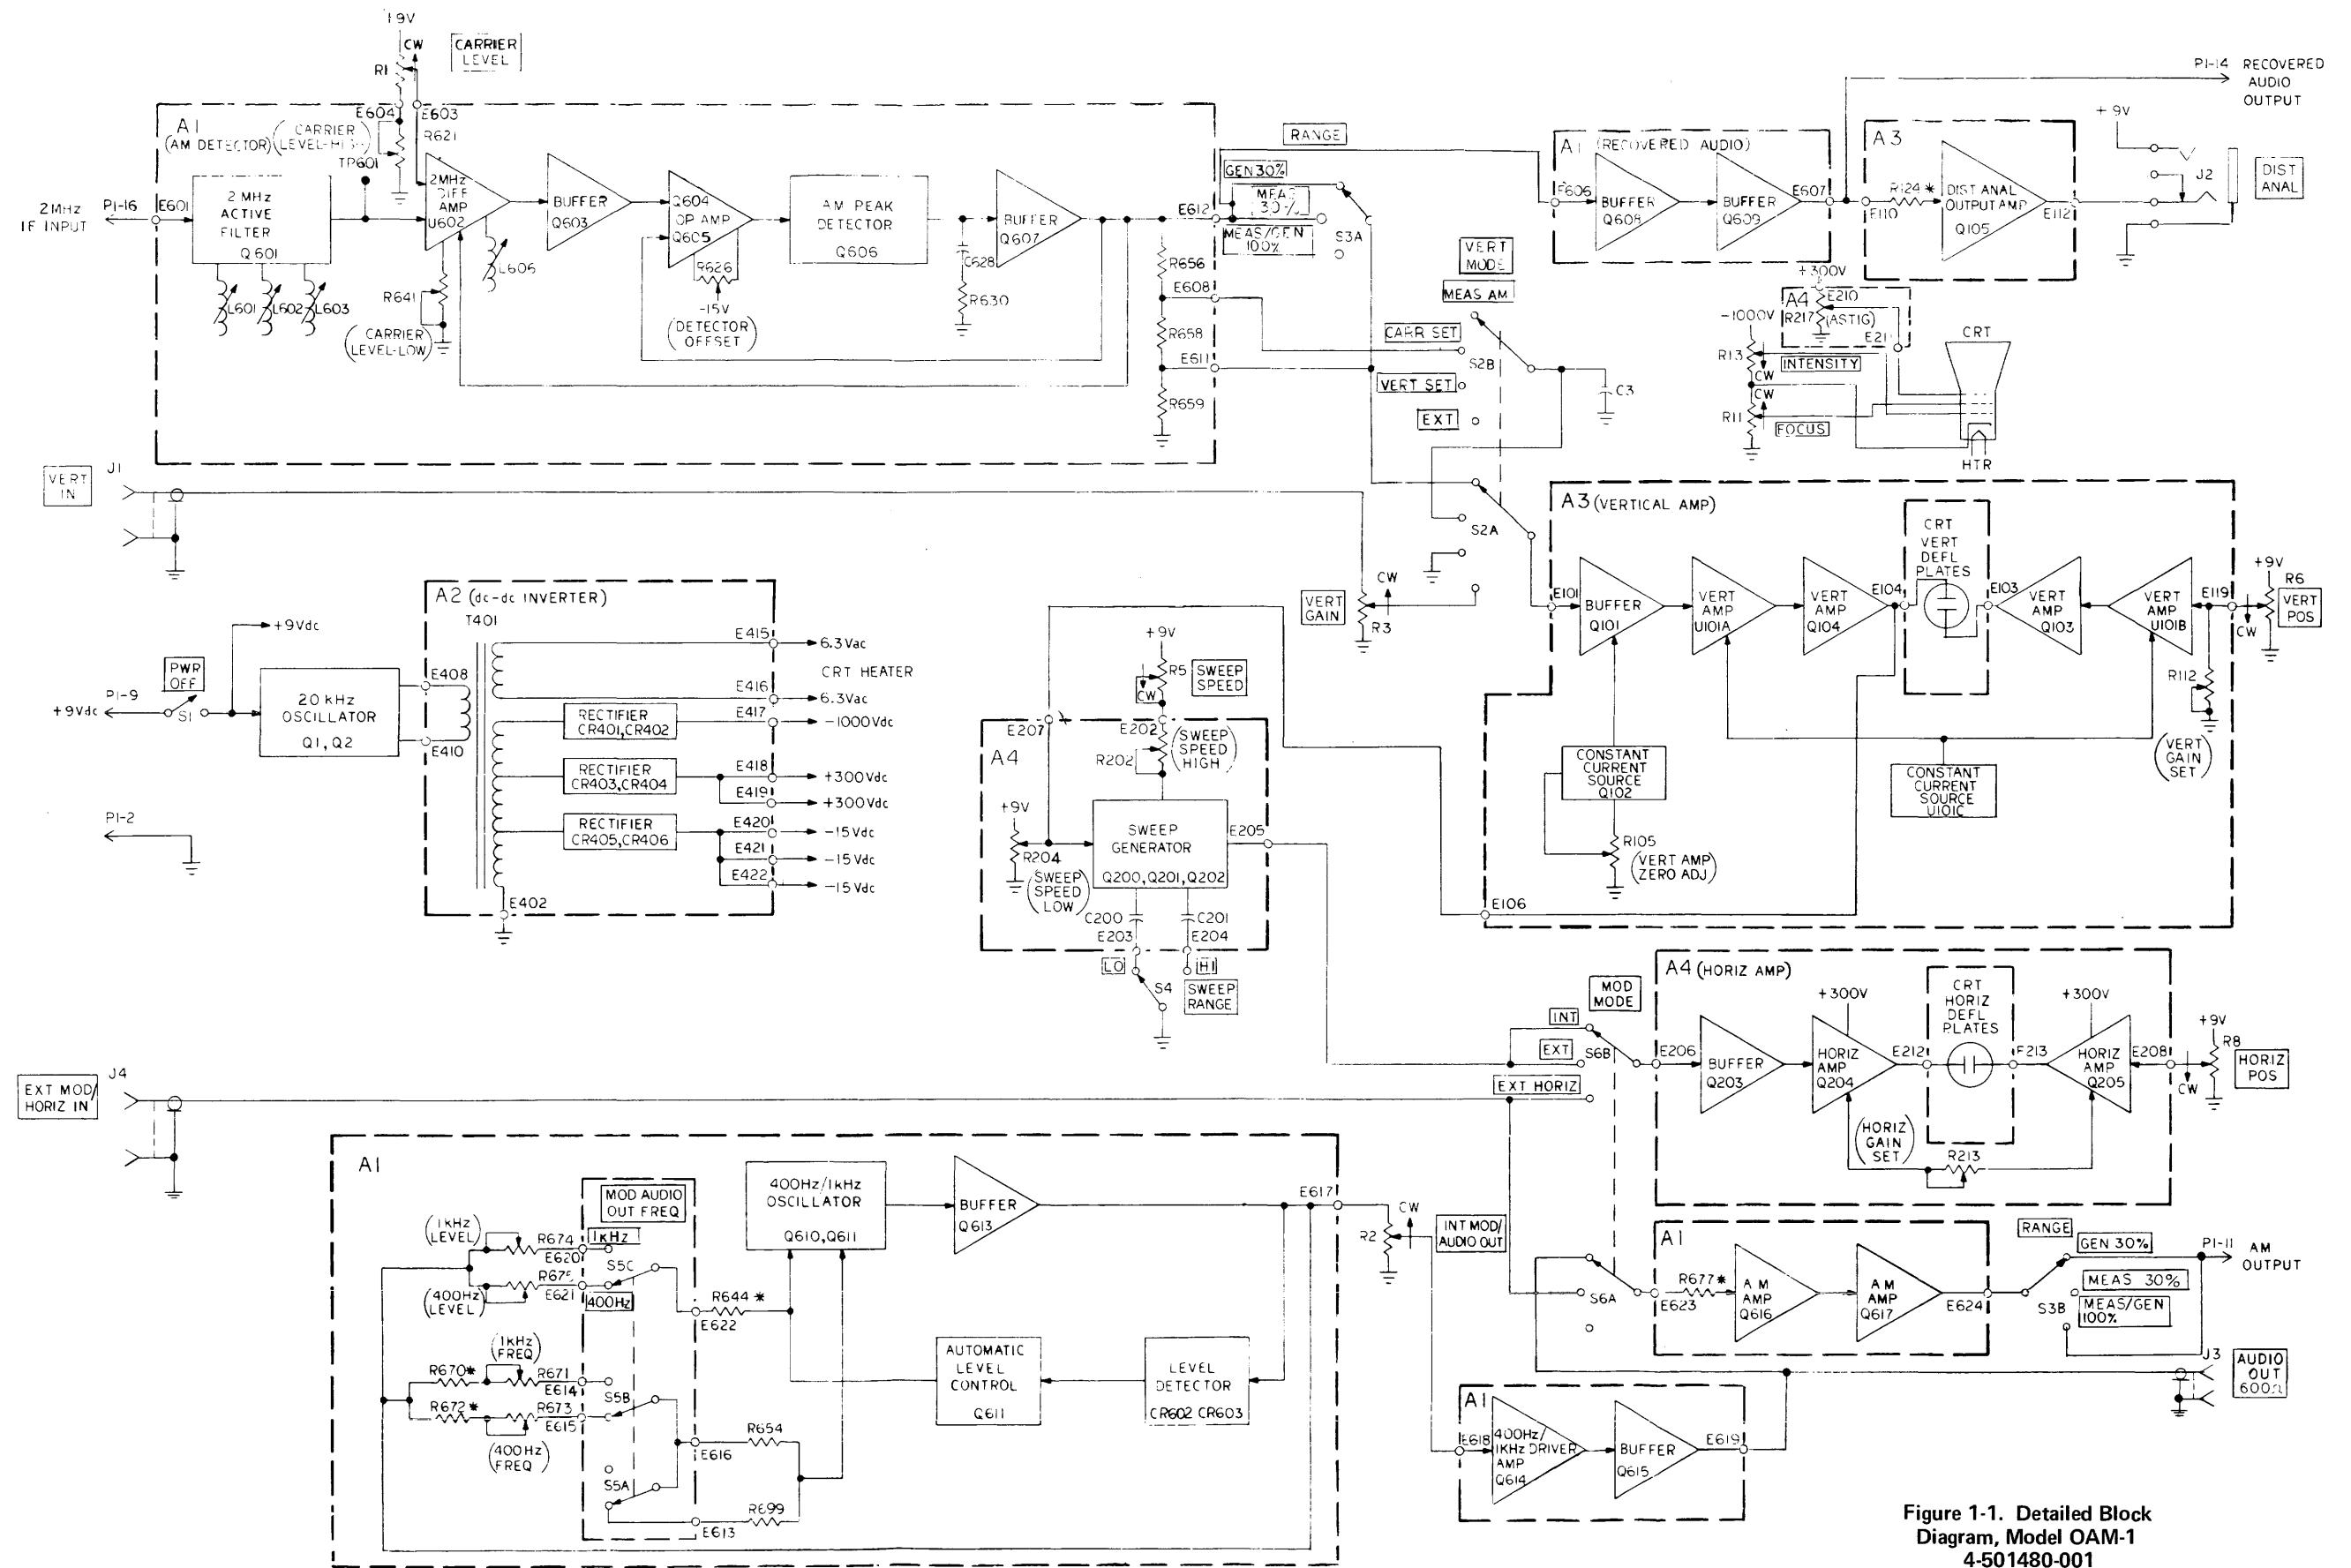 CW
CARRIER
LEVEL
R1
E604
E603
R621
A1
(AM DETECTOR)
CARRIER
TP601
2MHz
IF INPUT
P1-16
E601
2 MHz
ACTIVE
FILTER
Q601
L601
L602
L603
2MHz
DIFF
AMP
U602
L606
R641
(CARRIER
LEVEL-LOW)
BUFFER
Q603
Q604
OP AMP
Q605
R626
-15V
(DETECTOR
OFFSET)
AM PEAK
DETECTOR
Q606
C628
R630
BUFFER
Q607
E612
R656
E608
R658
E611
R659
RANGE
GEN 30%
MEAS
30%
MEAS/GEN
100%
S3A
VERT
MODE
MEAS AM
CARR SET
S2B
VERT SET
EXT
C3
S2A
A1 (RECOVERED AUDIO)
E606
BUFFER
Q608
BUFFER
Q609
E607
P1-14 RECOVERED
AUDIO
OUTPUT
A3
R124*
E110
DIST ANAL
OUTPUT AMP
Q105
E112
+9V
J2
DIST
ANAL
+300V
A4
E210
R217
(ASTIG)
-1000V
R13
INTENSITY
CW
CW
R11
FOCUS
CRT
HTR
VERT
IN
J1
VERT
GAIN
CW
R3
A3 (VERTICAL AMP)
E101
BUFFER
Q101
VERT
AMP
U101A
VERT
AMP
Q104
E104
CRT
VERT
DEFL
PLATES
E103
VERT
AMP
Q103
VERT
AMP
U101B
E119
+9V
R6
VERT
POS
CW
R112
(VERT
GAIN
SET)
CONSTANT
CURRENT
SOURCE
Q102
CONSTANT
CURRENT
SOURCE
U101C
R105
(VERT AMP
ZERO ADJ)
E106
A2 (dc-dc INVERTER)
T401
+9Vdc
PWR
OFF
P1-9
+9Vdc
S1
20 kHz
OSCILLATOR
Q1, Q2
E408
E410
E415
6.3Vac
CRT HEATER
E416
6.3Vac
RECTIFIER
CR401,CR402
E417
-1000Vdc
RECTIFIER
CR403,CR404
E418
+300Vdc
E419
+300Vdc
RECTIFIER
CR405,CR406
E420
-15Vdc
E421
-15Vdc
E422
-15Vdc
E402
P1-2
+9V
R5
SWEEP
SPEED
CW
E207
E202
A4
R202
(SWEEP
SPEED
HIGH)
+9V
R204
(SWEEP
SPEED
LOW)
SWEEP
GENERATOR
Q200,Q201,Q202
E205
C200
E203
C201
E204
LO
HI
S4
SWEEP
RANGE
EXT MOD/
HORIZ IN
J4
MOD
MODE
INT
EXT
S6B
EXT HORIZ
A4 (HORIZ AMP)
E206
BUFFER
Q203
+300V
HORIZ
AMP
Q204
E212
CRT
HORIZ
DEFL
PLATES
E213
+300V
HORIZ
AMP
Q205
E208
+9V
R8
HORIZ
POS
CW
(HORIZ
GAIN
SET)
R213
A1
MOD AUDIO
OUT FREQ
(1KHz
LEVEL)
R674
E620
1KHz
S5C
E621
400Hz
(400Hz
LEVEL)
R644 *
E622
400Hz/1KHz
OSCILLATOR
Q610,Q611
BUFFER
Q613
E617
R2
CW
INT MOD/
AUDIO OUT
(1KHz
FREQ)
R670*
R671
E614
S5B
R672*
R673
E615
(400Hz
FREQ)
E616
R654
S5A
E613
R699
AUTOMATIC
LEVEL
CONTROL
Q611
LEVEL
DETECTOR
CR602 CR603
S6A
A1
R677*
E623
AM
AMP
Q616
AM
AMP
Q617
E624
RANGE
GEN 30%
P1-11 AM
OUTPUT
MEAS 30%
S3B
MEAS/GEN
100%
J3
AUDIO
OUT
600Ω
A1
E618
400Hz/
1KHz DRIVER
AMP
Q614
BUFFER
Q615
E619
Figure 1-1. Detailed Block
Diagram, Model OAM-1
4-501480-001